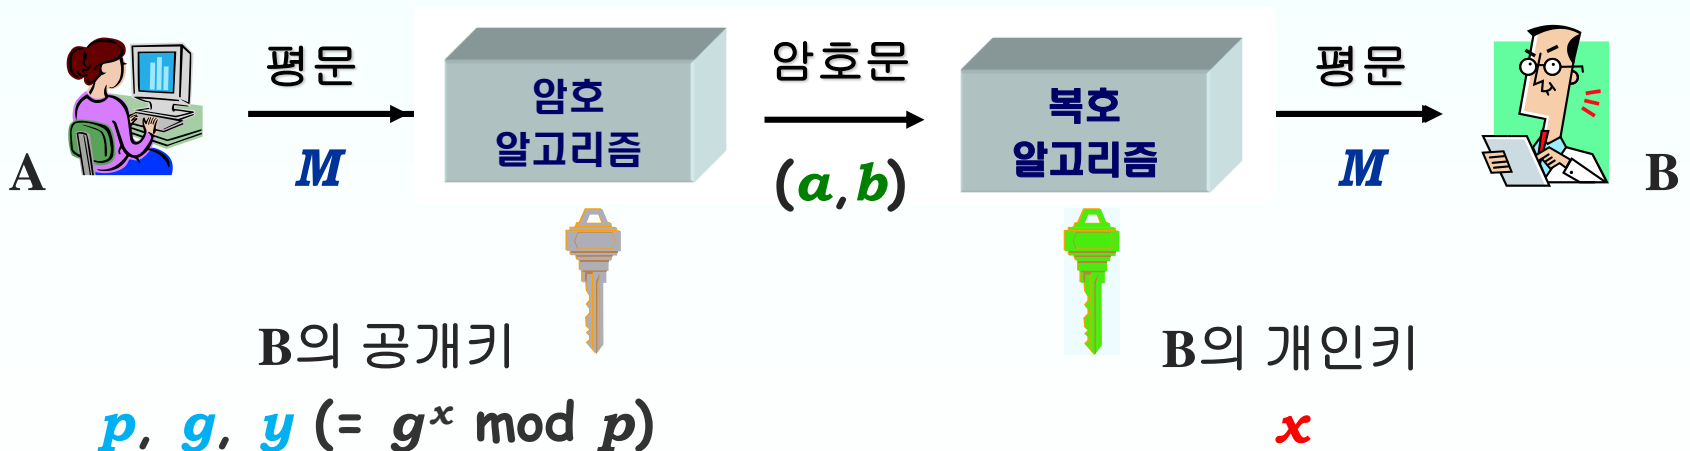 평문
암호
알고리즘
암호문
복호
알고리즘
평문
A
M
(a,b)
M
B
B의 공개키
B의 개인키
p, g, y (= gˣ mod p)
x